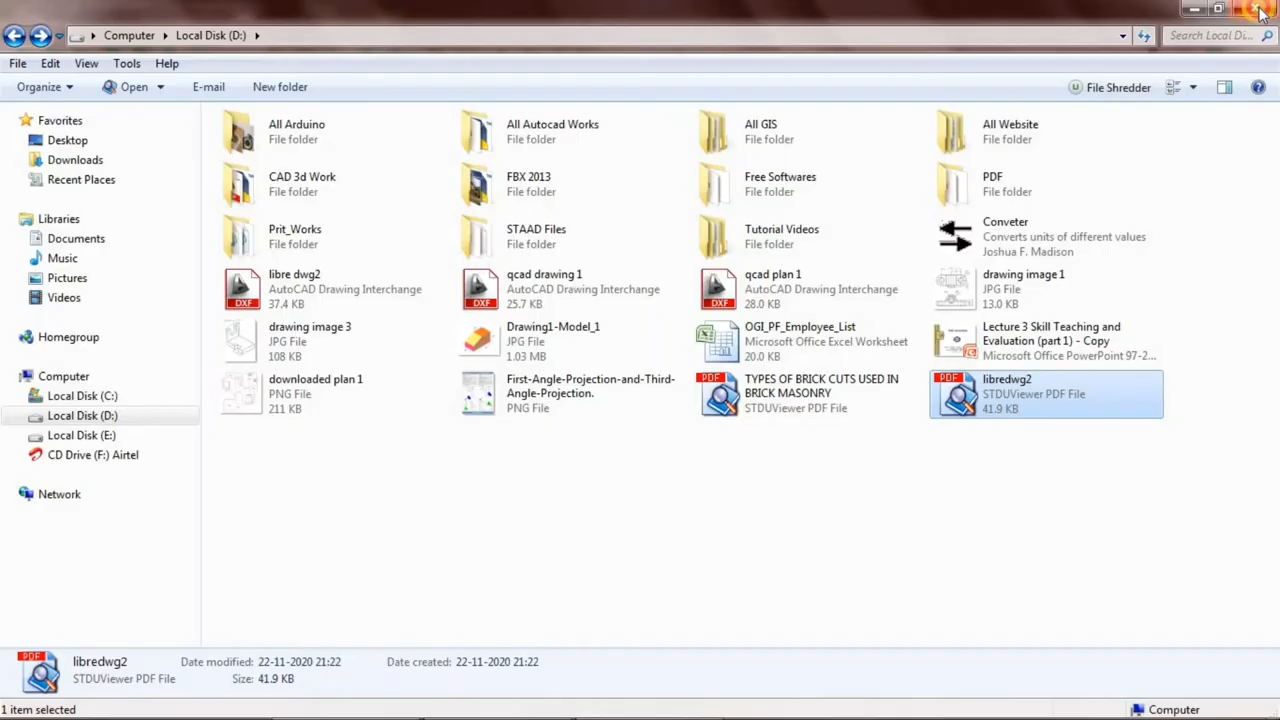 Computer
Local Disk (D:)
Search Local Di...
File Edit View Tools Help
Organize Open E-mail New folder
File Shredder
Favorites
Desktop
Downloads
Recent Places
Libraries
Documents
Music
Pictures
Videos
Homegroup
Computer
Local Disk (C:)
Local Disk (D:)
Local Disk (E:)
CD Drive (F:) Airtel
Network
All Arduino
File folder
All Autocad Works
File folder
All GIS
File folder
All Website
File folder
CAD 3d Work
File folder
FBX 2013
File folder
Free Softwares
File folder
PDF
File folder
Prit_Works
File folder
STAAD Files
File folder
Tutorial Videos
File folder
Conveter
Converts units of different values
Joshua F. Madison
DXF
libre dwg2
AutoCAD Drawing Interchange
37.4 KB
DXF
qcad drawing 1
AutoCAD Drawing Interchange
25.7 KB
DXF
qcad plan 1
AutoCAD Drawing Interchange
28.0 KB
drawing image 1
JPG File
13.0 KB
drawing image 3
JPG File
108 KB
Drawing1-Model_1
JPG File
1.03 MB
OGI_PF_Employee_List
Microsoft Office Excel Worksheet
20.0 KB
Lecture 3 Skill Teaching and
Evaluation (part 1) - Copy
Microsoft Office PowerPoint 97-2...
downloaded plan 1
PNG File
211 KB
First-Angle-Projection-and-Third-
Angle-Projection.
PNG File
PDF
TYPES OF BRICK CUTS USED IN
BRICK MASONRY
STDUViewer PDF File
PDF
libredwg2
STDUViewer PDF File
41.9 KB
PDF
libredwg2
STDUViewer PDF File
Date modified: 22-11-2020 21:22
Size: 41.9 KB
Date created: 22-11-2020 21:22
1 item selected
Computer